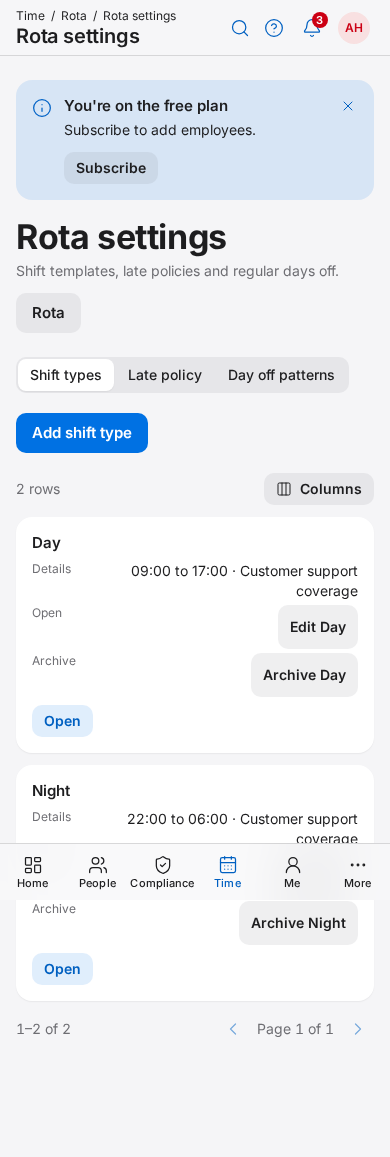 Time / Rota / Rota settings
Rota settings
3
AH
You're on the free plan
Subscribe to add employees.
Subscribe
Rota settings
Shift templates, late policies and regular days off.
Rota
Shift types Late policy Day off patterns
Add shift type
2 rows
Columns
Day
Details
09:00 to 17:00 · Customer support
coverage
Open
Edit Day
Archive
Archive Day
Open
Night
Details
22:00 to 06:00 · Customer support
coverage
Home People Compliance Time Me More
Archive
Archive Night
Open
1–2 of 2
Page 1 of 1